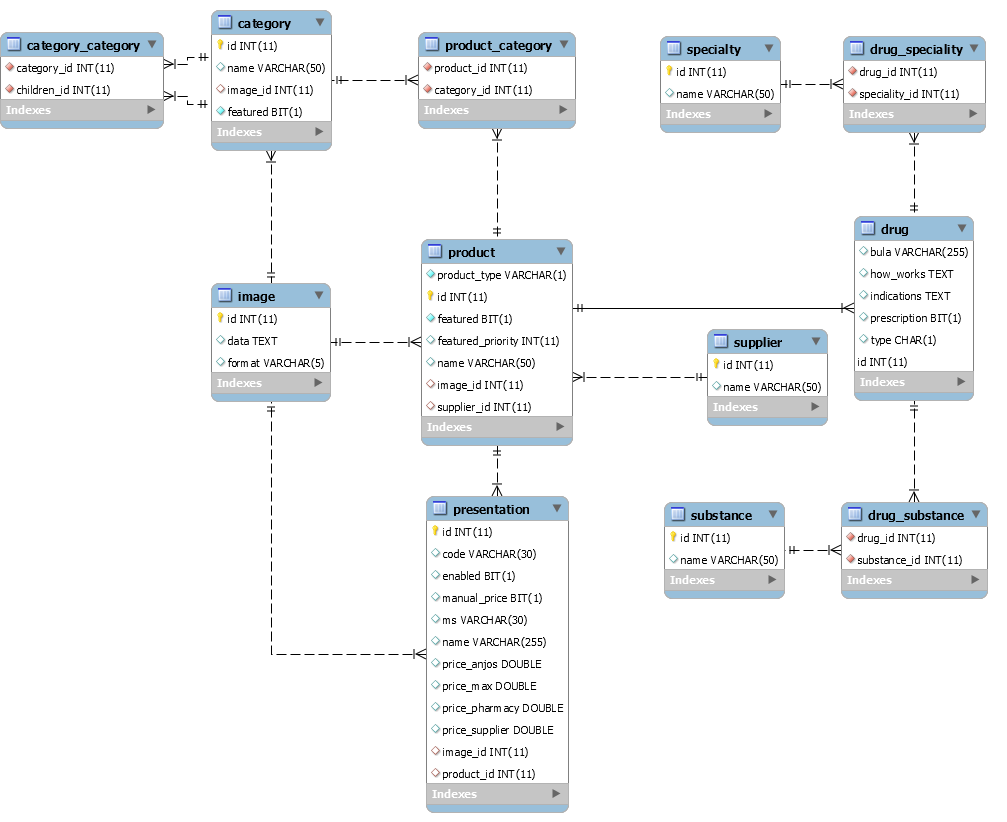 category_category
category_id INT(11)
children_id INT(11)
Indexes
category
id INT(11)
name VARCHAR(50)
image_id INT(11)
featured BIT(1)
Indexes
product_category
product_id INT(11)
category_id INT(11)
Indexes
specialty
id INT(11)
name VARCHAR(50)
Indexes
drug_speciality
drug_id INT(11)
speciality_id INT(11)
Indexes
image
id INT(11)
data TEXT
format VARCHAR(5)
Indexes
product
product_type VARCHAR(1)
id INT(11)
featured BIT(1)
featured_priority INT(11)
name VARCHAR(50)
image_id INT(11)
supplier_id INT(11)
Indexes
supplier
id INT(11)
name VARCHAR(50)
Indexes
drug
bula VARCHAR(255)
how_works TEXT
indications TEXT
prescription BIT(1)
type CHAR(1)
id INT(11)
Indexes
presentation
id INT(11)
code VARCHAR(30)
enabled BIT(1)
manual_price BIT(1)
ms VARCHAR(30)
name VARCHAR(255)
price_anjos DOUBLE
price_max DOUBLE
price_pharmacy DOUBLE
price_supplier DOUBLE
image_id INT(11)
product_id INT(11)
Indexes
substance
id INT(11)
name VARCHAR(50)
Indexes
drug_substance
drug_id INT(11)
substance_id INT(11)
Indexes